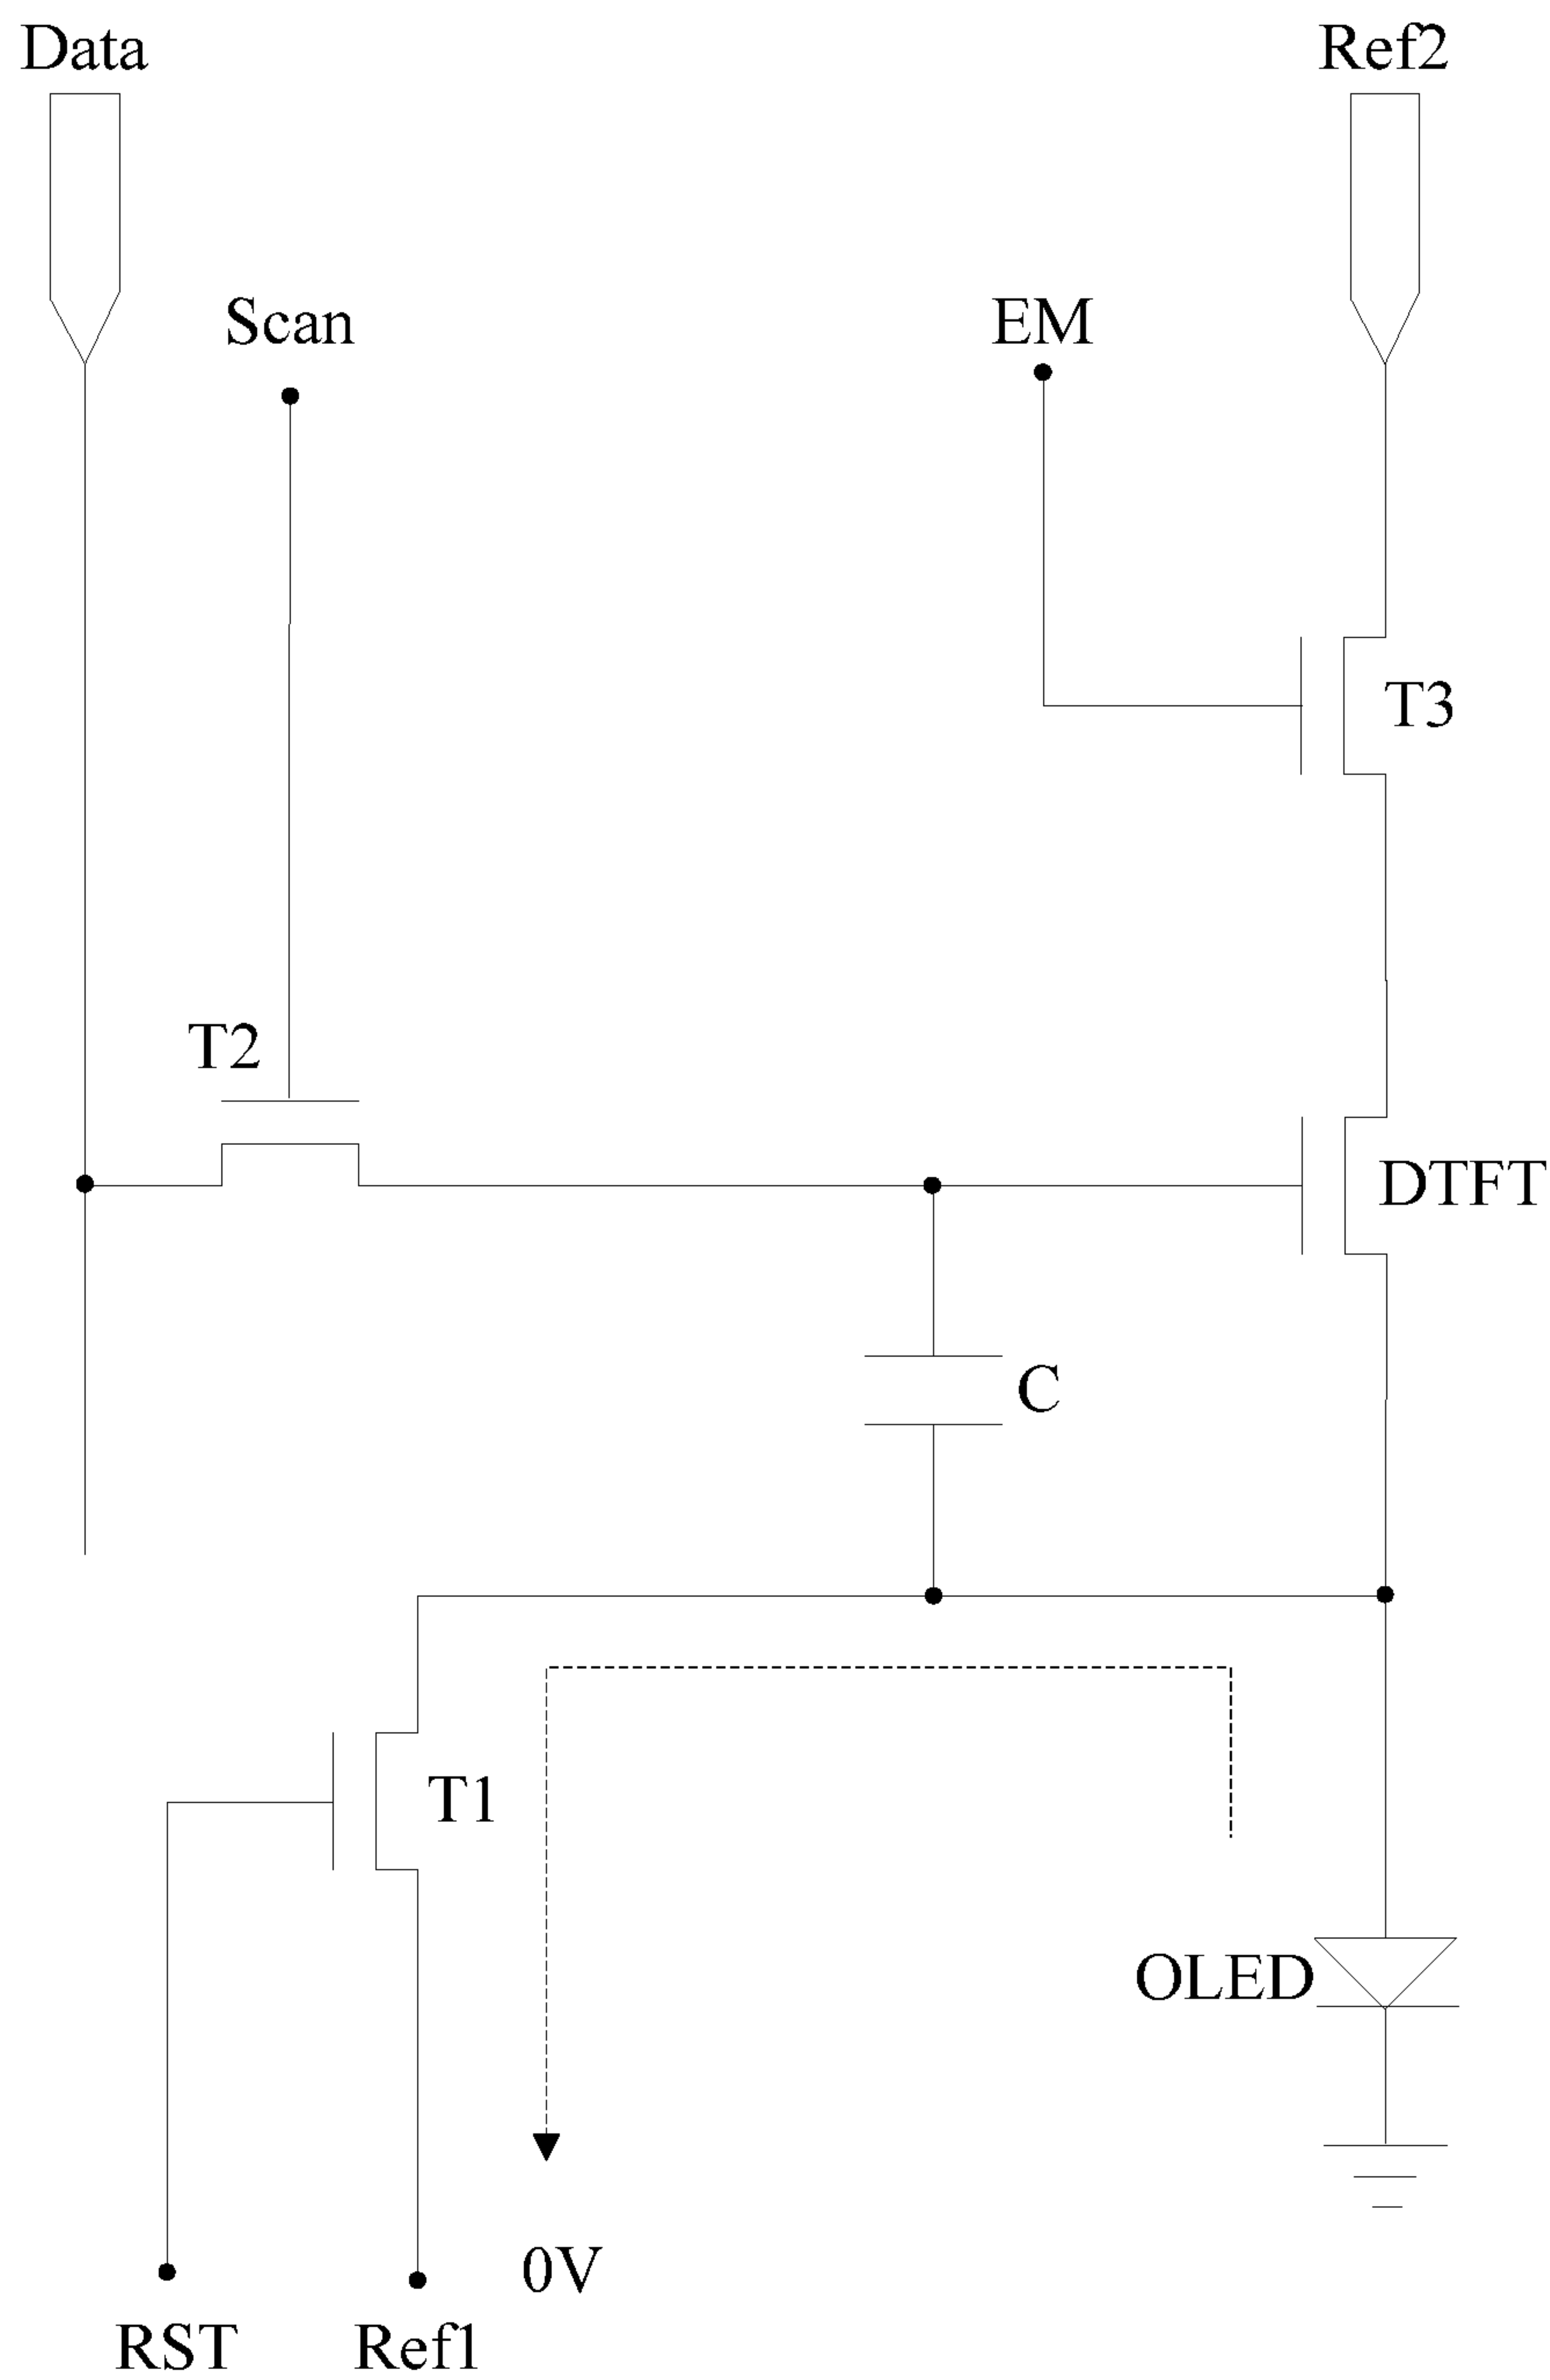 Data
Ref2
Scan
EM
T3
T2
DTFT
C
T1
OLED
0V
RST
Ref1